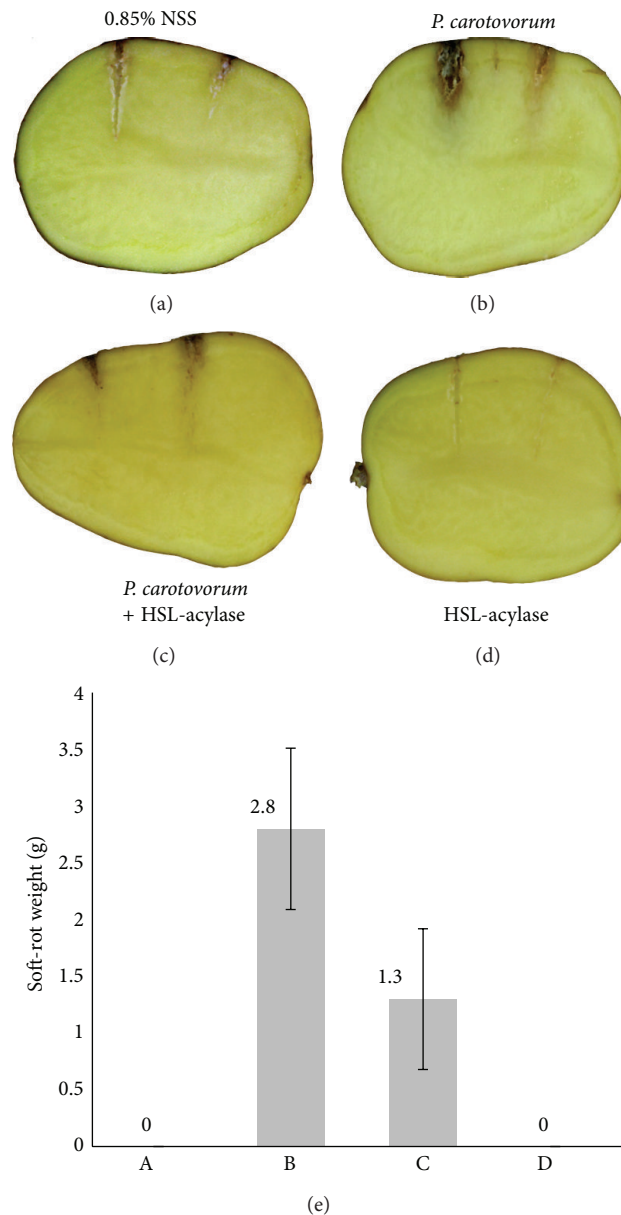 0.85% NSS
P. carotovorum
(a)
(b)
P. carotovorum
+ HSL-acylase
HSL-acylase
(c)
(d)
4
3.5
3
2.5
2
1.5
1
0.5
0
Soft-rot weight (g)
0
2.8
1.3
0
A
B
C
D
(e)